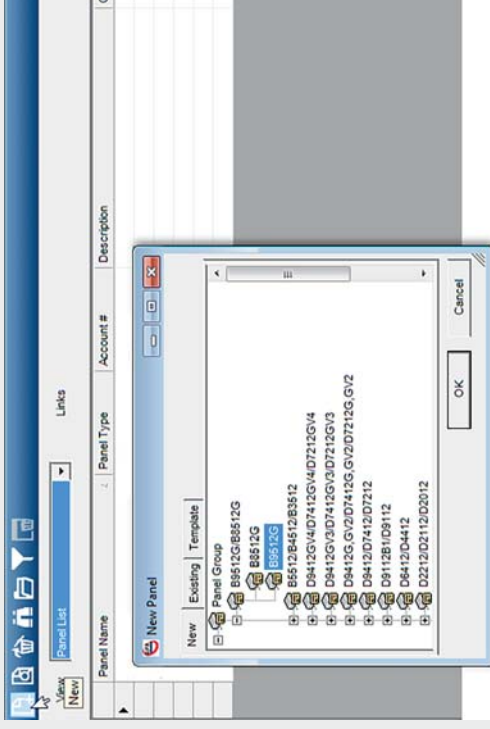 View
Panel List
Links
New
Panel Name
Panel Type
Account #
Description
New Panel
New
Existing
Template
Panel Group
B9512G/B8512G
B8512G
B9512G
B5512/B4512/B3512
D9412GV4/D7412GV4/D7212GV4
D9412GV3/D7412GV3/D7212GV3
D9412G,GV2/D7412G,GV2/D7212G,GV2
D9412/D7412/D7212
D9112B1/D9112
D6412/D4412
D2212/D2112/D2012
OK
Cancel